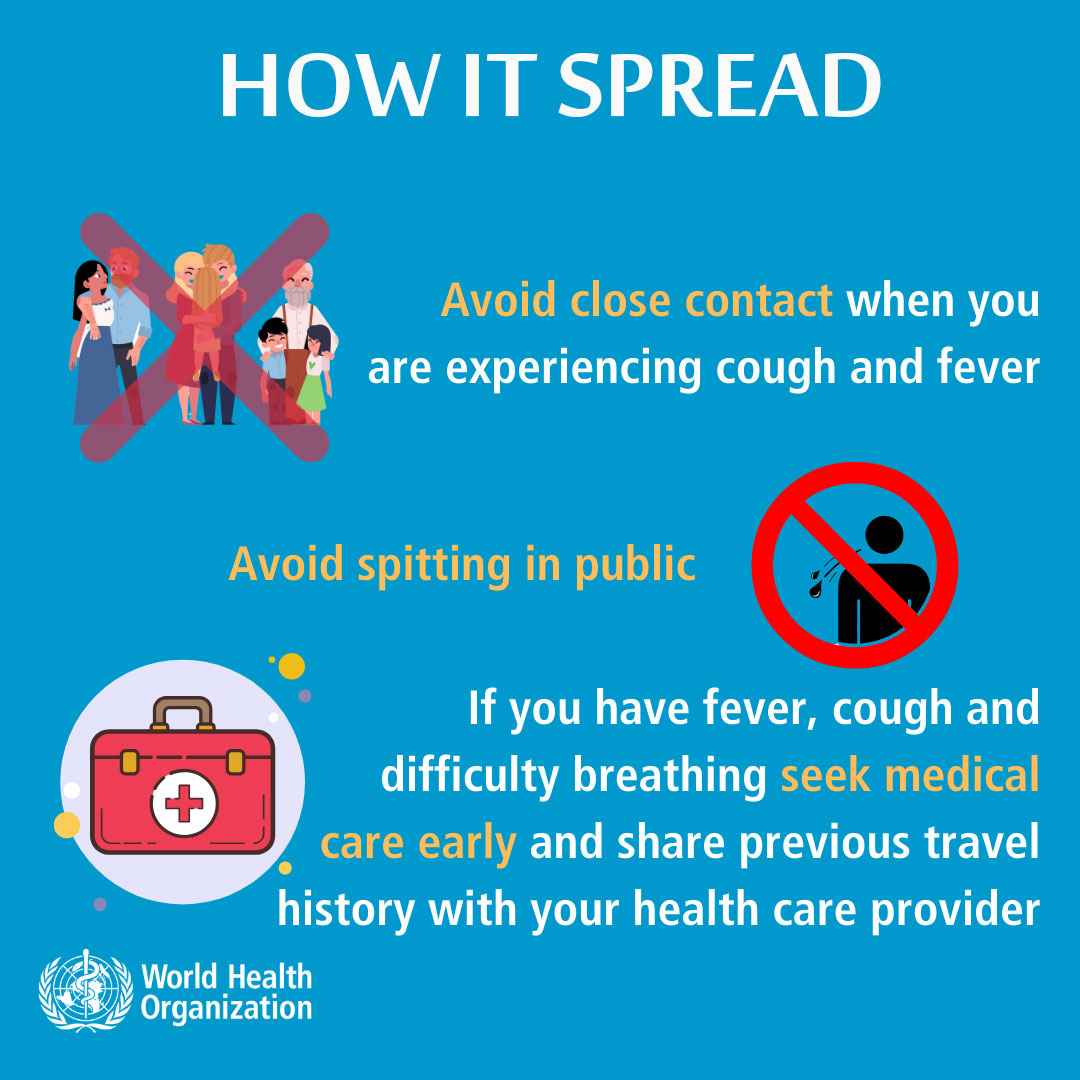 HOW IT SPREAD
Avoid close contact when you
are experiencing cough and fever
Avoid spitting in public
If you have fever, cough and
difficulty breathing seek medical
care early and share previous travel
history with your health care provider
World Health
Organization